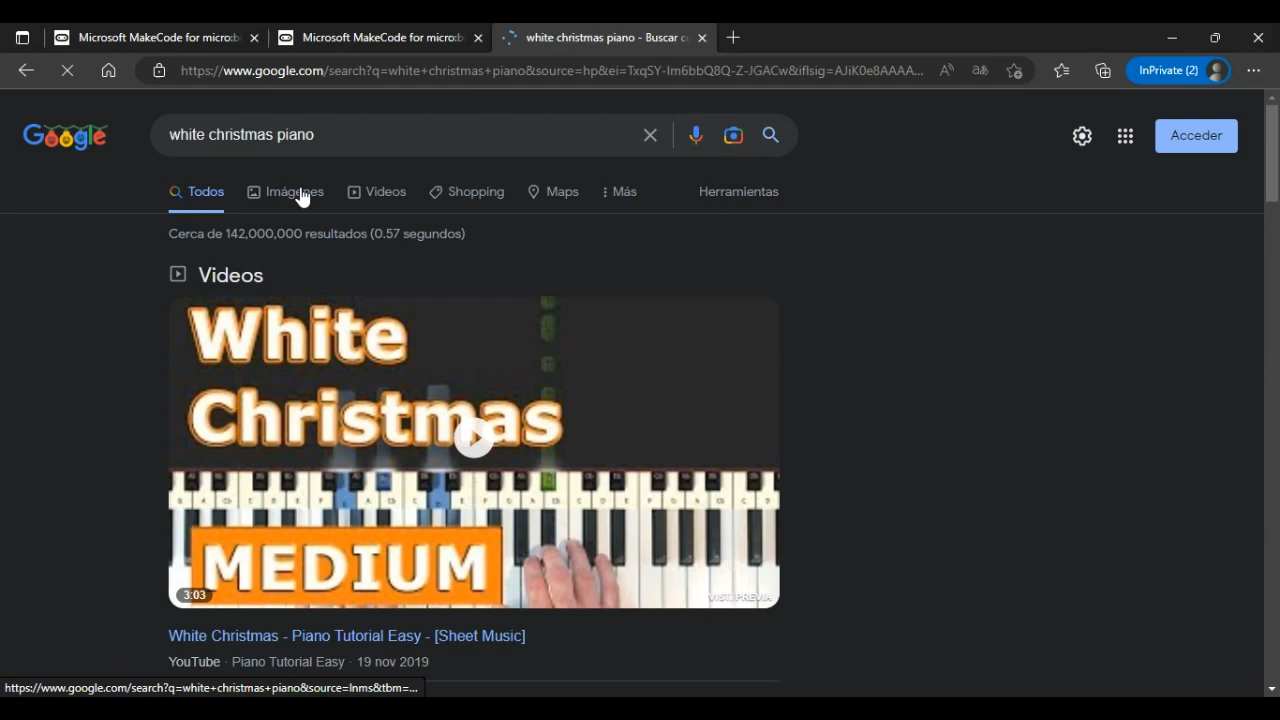 Microsoft MakeCode for micro:b
Microsoft MakeCode for micro:b
white christmas piano - Buscar c
https://www.google.com/search?q=white+christmas+piano&source=hp&ei=TxqSY-Im6bbQ8Q-Z-JGACw&iflsig=AJiK0e8AAAA...
InPrivate (2)
Google
white christmas piano
Acceder
Todos
Imágenes
Videos
Shopping
Maps
Más
Herramientas
Cerca de 142,000,000 resultados (0.57 segundos)
Videos
White
Christmas
MEDIUM
3:03
VISTA PREVIA
White Christmas - Piano Tutorial Easy - [Sheet Music]
YouTube · Piano Tutorial Easy · 19 nov 2019
https://www.google.com/search?q=white+christmas+piano&source=lnms&tbm=...